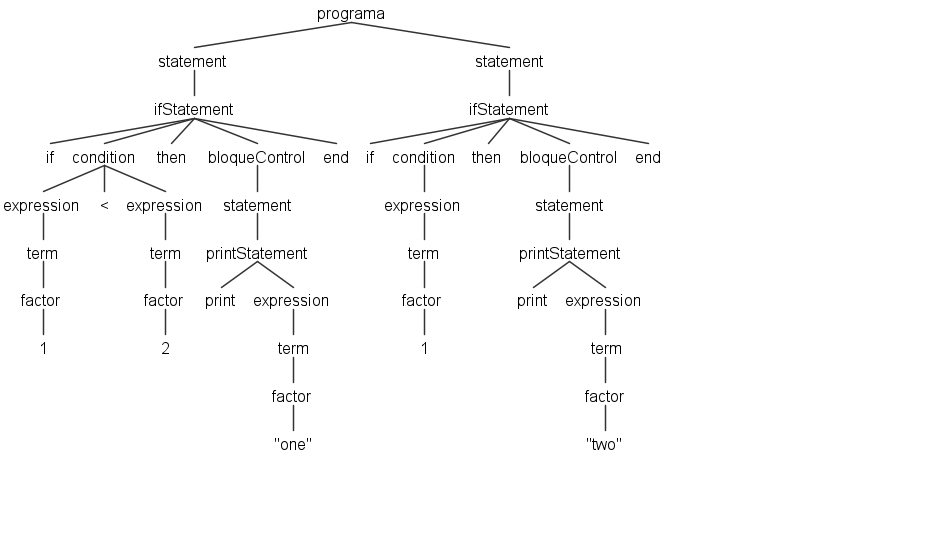 programa
statement statement
ifStatement ifStatement
if condition then bloqueControl end if condition then bloqueControl end
expression < expression statement expression statement
term term printStatement term printStatement
factor factor print expression factor print expression
1 2 term 1 term
factor factor
"one" "two"